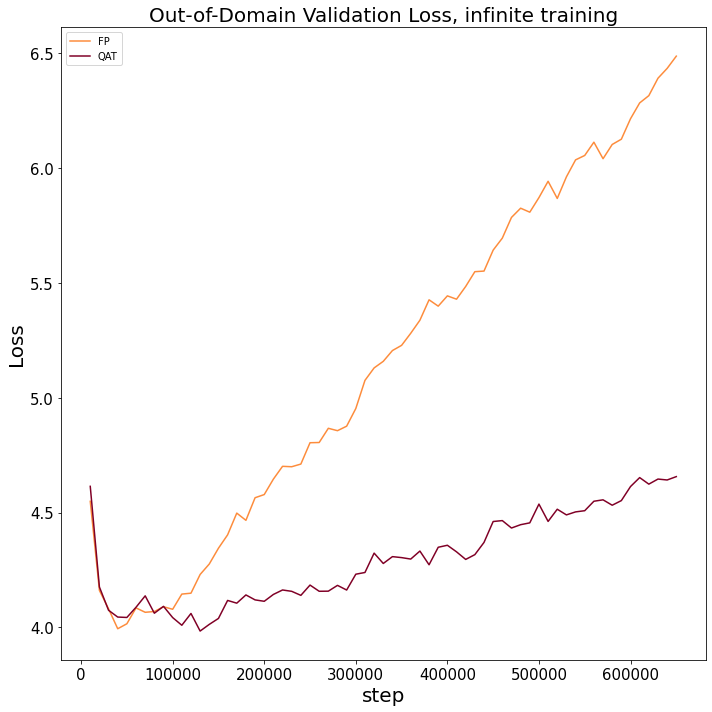 Out-of-Domain Validation Loss, infinite training
FP
QAT
6.5
6.0
5.5
5.0
4.5
4.0
Loss
0 100000 200000 300000 400000 500000 600000
step